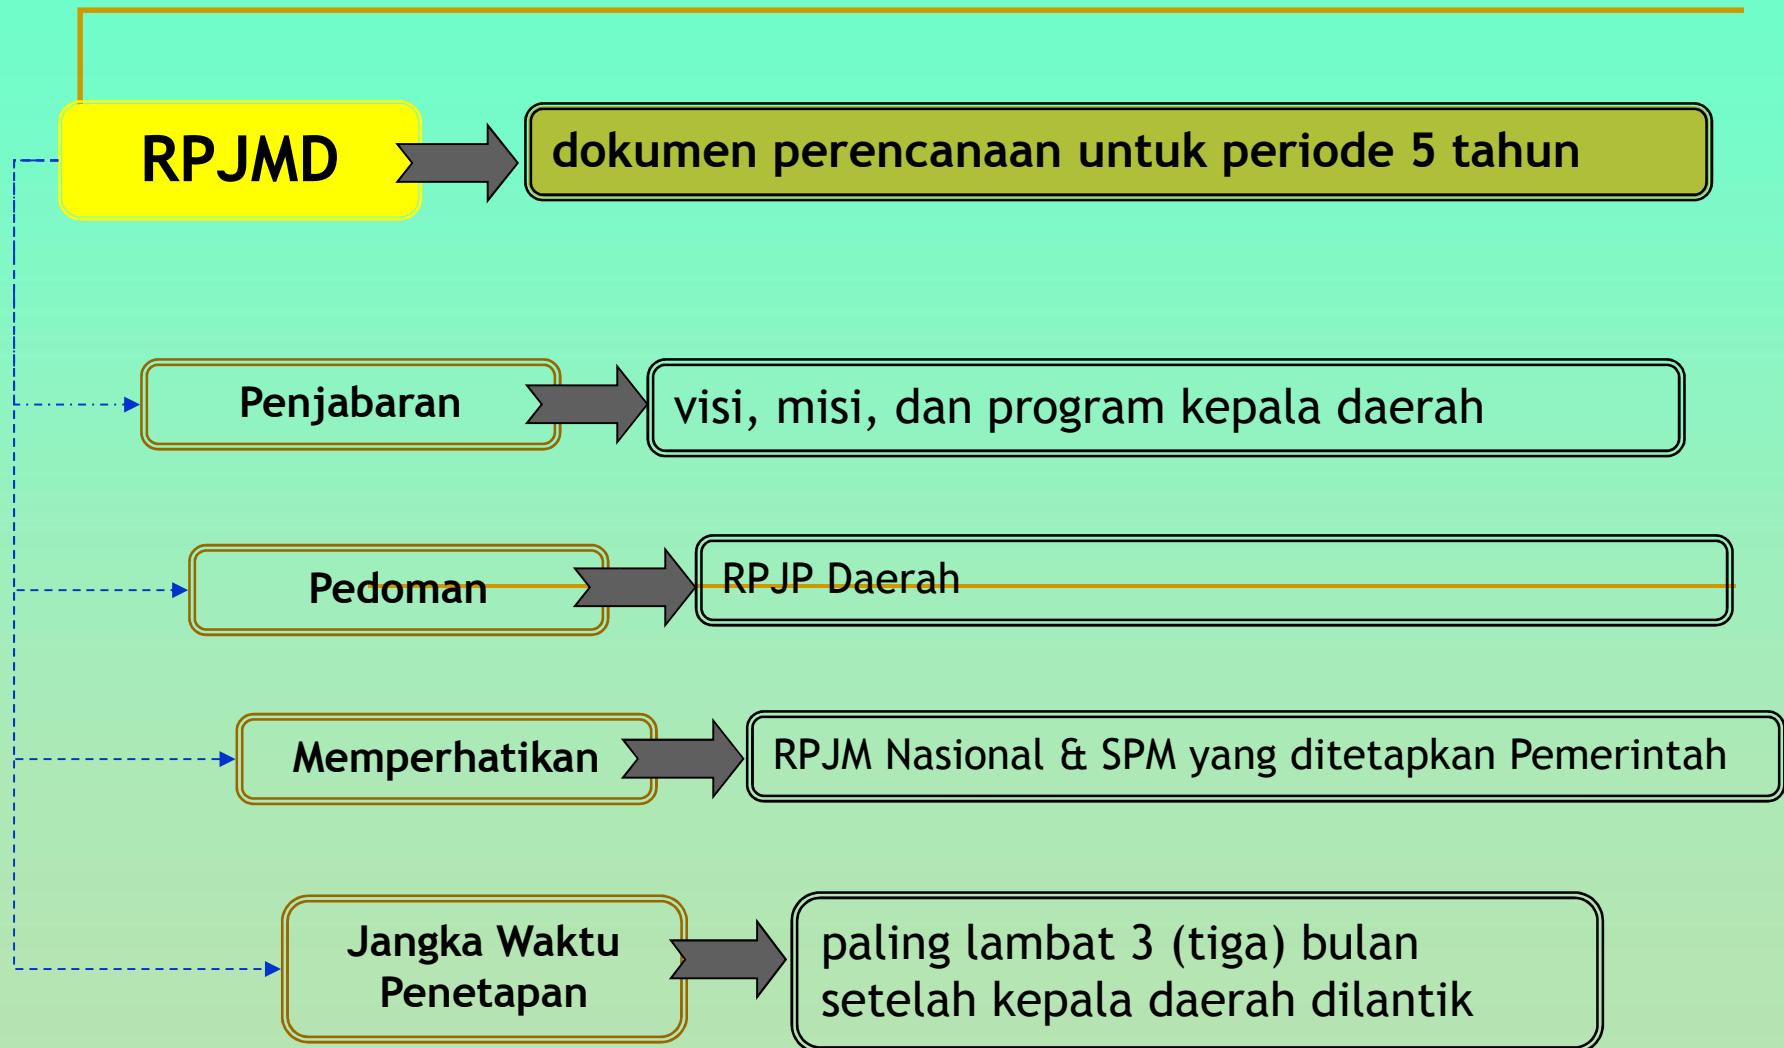 RPJMD
dokumen perencanaan untuk periode 5 tahun
Penjabaran
visi, misi, dan program kepala daerah
Pedoman
RPJP Daerah
Memperhatikan
RPJM Nasional & SPM yang ditetapkan Pemerintah
Jangka Waktu
Penetapan
paling lambat 3 (tiga) bulan
setelah kepala daerah dilantik